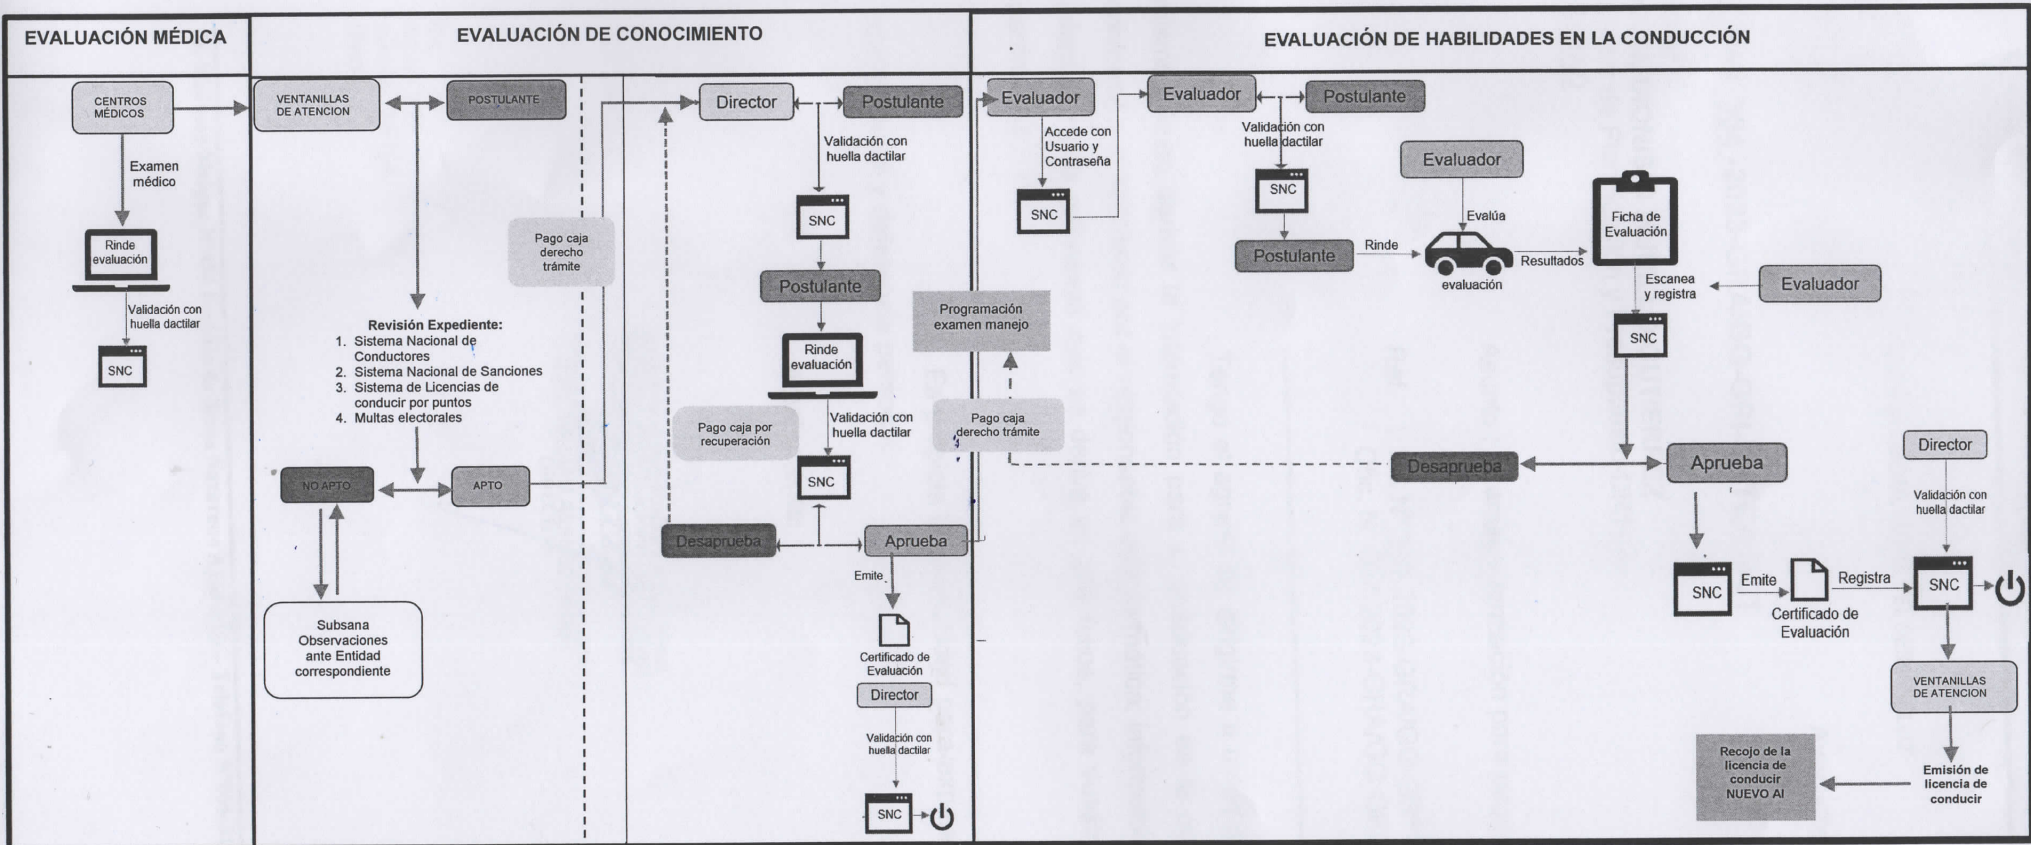 EVALUACIÓN MÉDICA
EVALUACIÓN DE CONOCIMIENTO
EVALUACIÓN DE HABILIDADES EN LA CONDUCCIÓN
CENTROS
MÉDICOS
Examen
médico
Rinde
evaluación
Validación con
huella dactilar
SNC
VENTANILLAS
DE ATENCION
POSTULANTE
Revisión Expediente:
1. Sistema Nacional de
Conductores
2. Sistema Nacional de Sanciones
3. Sistema de Licencias de
conducir por puntos
4. Multas electorales
NO APTO
APTO
Subsana
Observaciones
ante Entidad
correspondiente
Pago caja
derecho
trámite
Director
Postulante
Validación con
huella dactilar
SNC
Postulante
Rinde
evaluación
Pago caja por
recuperación
Validación con
huella dactilar
SNC
Desaprueba
Aprueba
Emite
Certificado de
Evaluación
Director
Validación con
huella dactilar
SNC
Evaluador
Accede con
Usuario y
Contraseña
SNC
Programación
examen manejo
Pago caja
derecho trámite
Evaluador
Postulante
Validación con
huella dactilar
SNC
Postulante
Rinde
Evaluador
Evalúa
evaluación
Resultados
Ficha de
Evaluación
Escanea
y registra
Evaluador
SNC
Desaprueba
Aprueba
SNC
Emite
Certificado de
Evaluación
Registra
Director
Validación con
huella dactilar
SNC
VENTANILLAS
DE ATENCION
Emisión de
licencia de
conducir
Recojo de la
licencia de
conducir
NUEVO AI